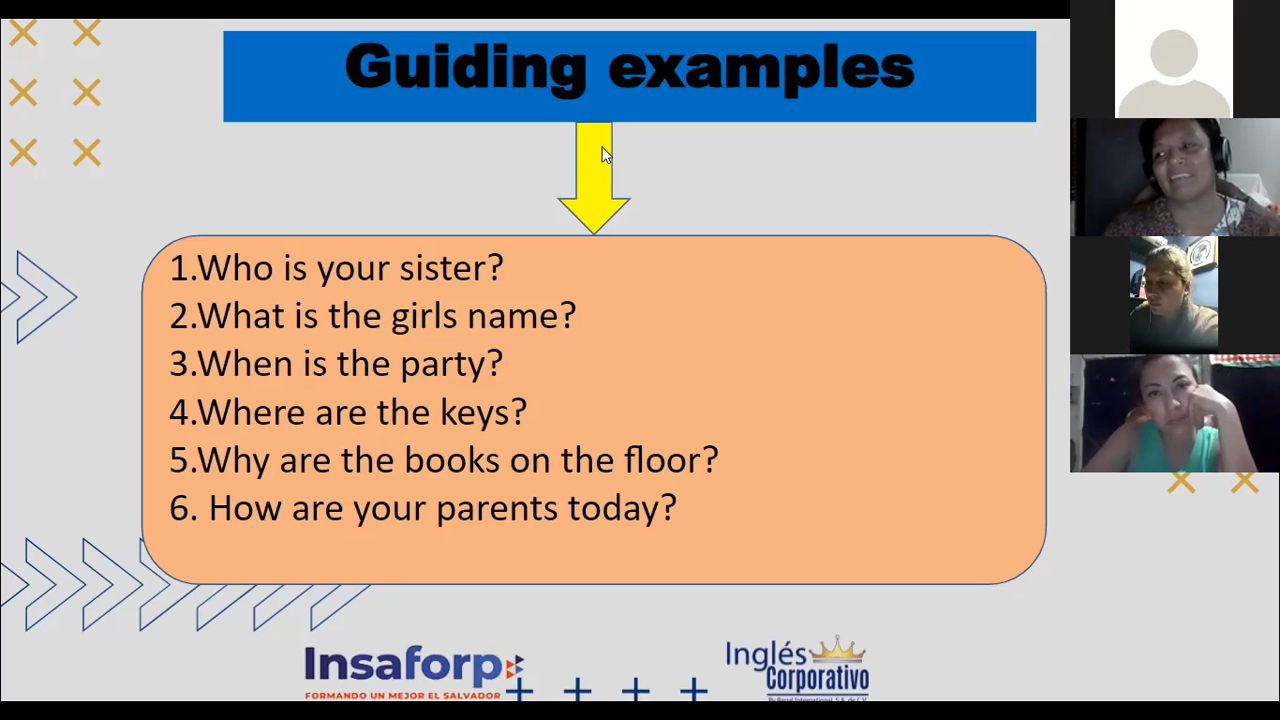 Guiding examples
1.Who is your sister?
2.What is the girls name?
3.When is the party?
4.Where are the keys?
5.Why are the books on the floor?
6. How are your parents today?
Insaforp
FORMANDO UN MEJOR EL SALVADOR
Inglés
Corporativo